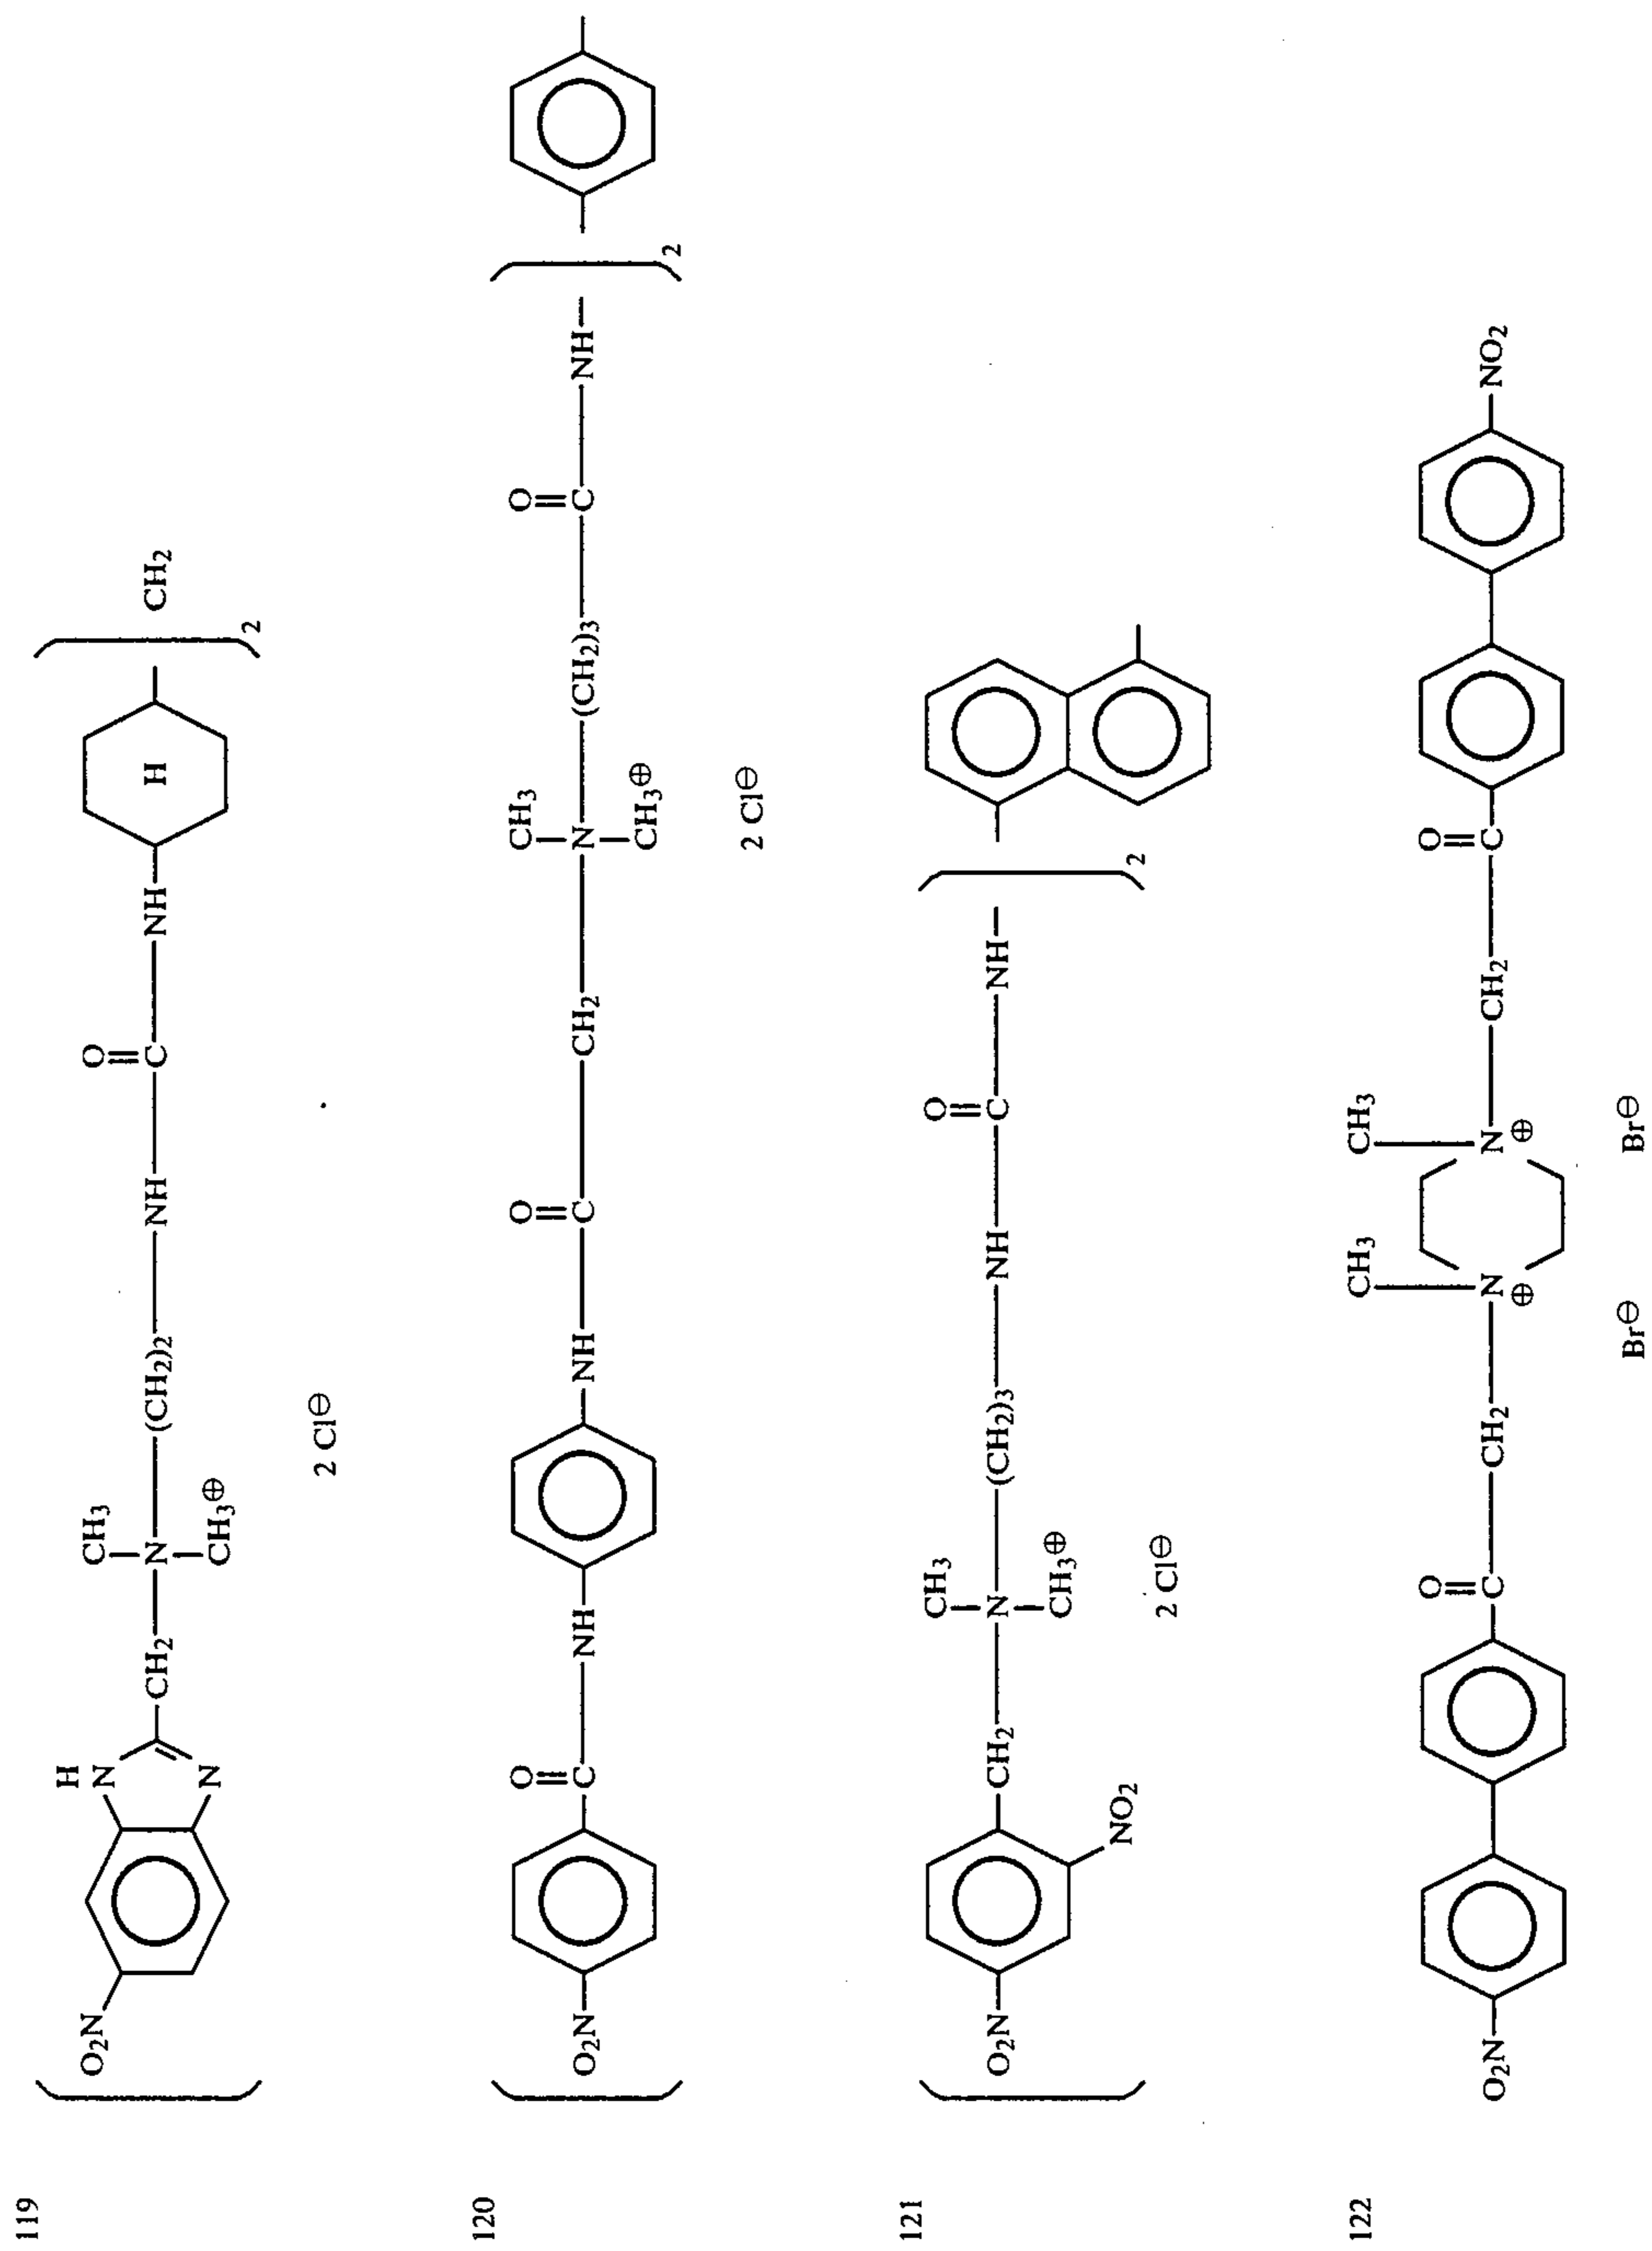 119
O2N
H
N
N
CH2
CH3
N
CH3⊕
(CH2)2
NH
O
C
NH
H
2
CH2
2 Cl⊖
120
O2N
O
C
NH
NH
O
C
CH2
CH3
N
CH3⊕
(CH2)3
O
C
NH
2
2 Cl⊖
121
O2N
NO2
CH2
CH3
N
CH3⊕
(CH2)3
NH
O
C
NH
2
2 Cl⊖
122
O2N
O
C
CH2
CH3
N
⊕
CH3
N
⊕
CH2
O
C
NO2
Br⊖
Br⊖